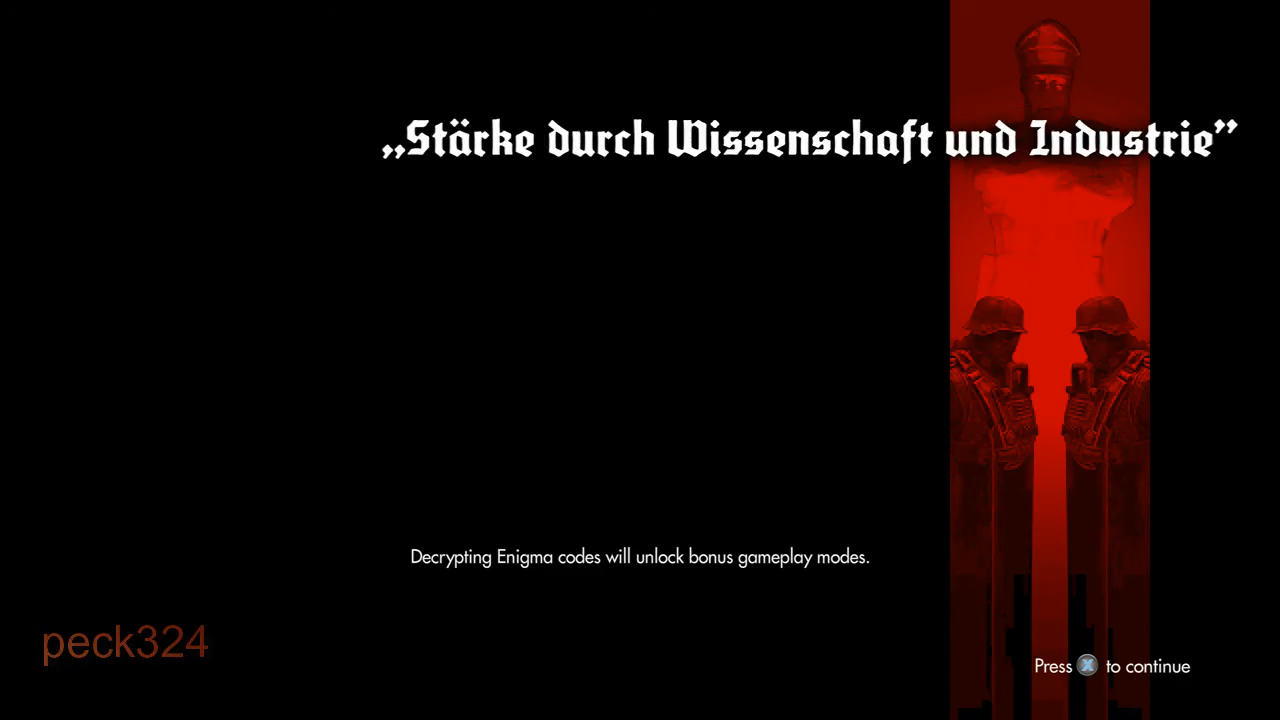 „Stärke durch Wissenschaft und Industrie”
Decrypting Enigma codes will unlock bonus gameplay modes.
peck324
Press X to continue